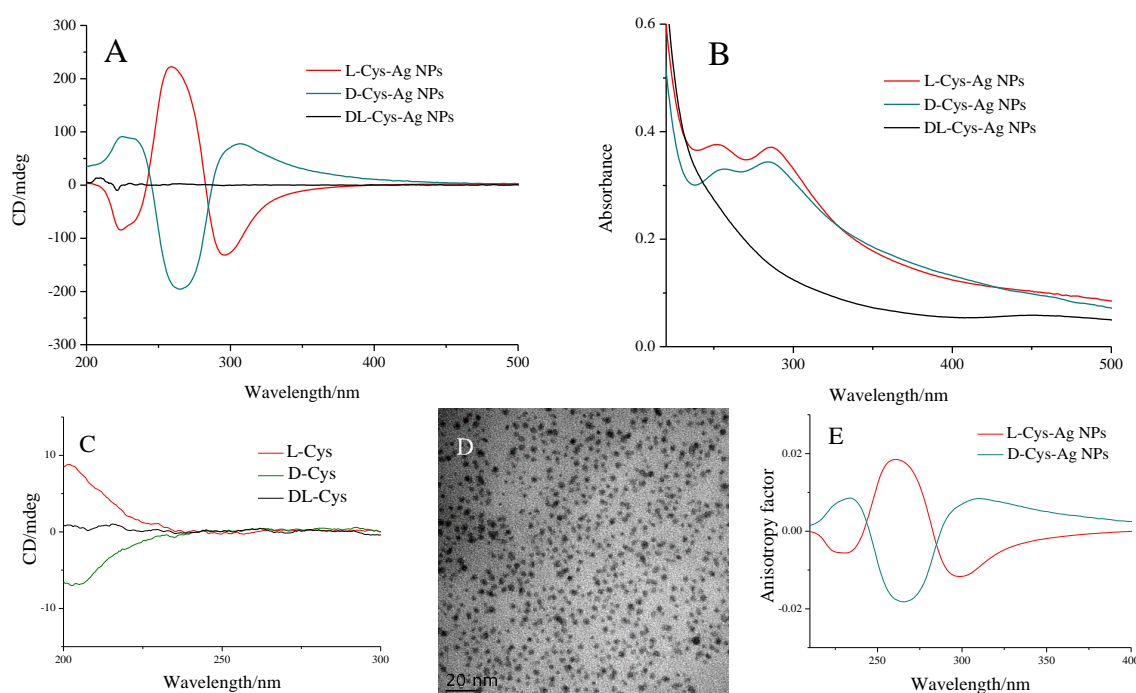 A
L-Cys-Ag NPs
D-Cys-Ag NPs
DL-Cys-Ag NPs
CD/mdeg
300
200
100
0
-100
-200
-300
200
300
400
500
Wavelength/nm
B
L-Cys-Ag NPs
D-Cys-Ag NPs
DL-Cys-Ag NPs
Absorbance
0.6
0.4
0.2
0.0
300
400
500
Wavelength/nm
C
L-Cys
D-Cys
DL-Cys
CD/mdeg
10
0
-10
200
250
300
Wavelength/nm
D
20 nm
E
L-Cys-Ag NPs
D-Cys-Ag NPs
Anisotropy factor
0.02
0.00
-0.02
250
300
350
400
Wavelength/nm